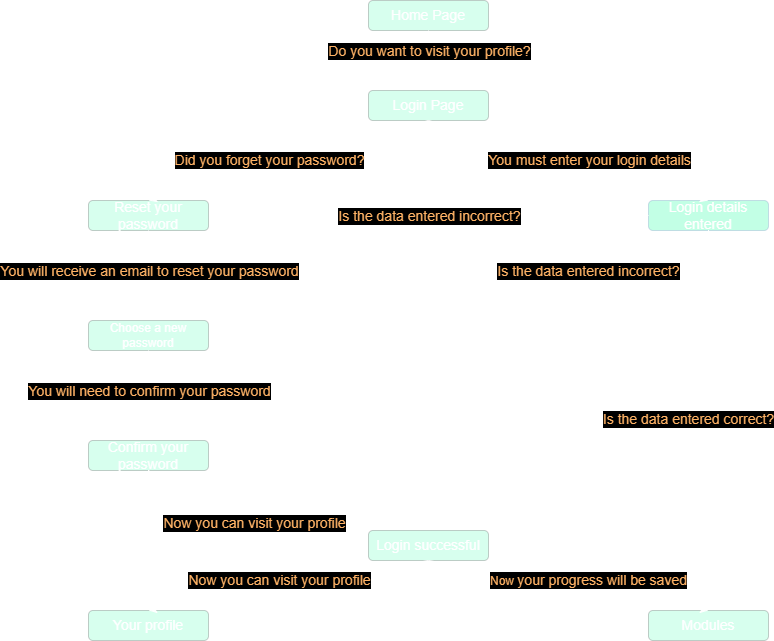 Home Page
Do you want to visit your profile?
Login Page
Did you forget your password?
You must enter your login details
Reset your
password
Is the data entered incorrect?
Login details
entered
You will receive an email to reset your password
Is the data entered incorrect?
Choose a new
password
You will need to confirm your password
Is the data entered correct?
Confirm your
password
Now you can visit your profile
Login successful
Now you can visit your profile
Now your progress will be saved
Your profile
Modules